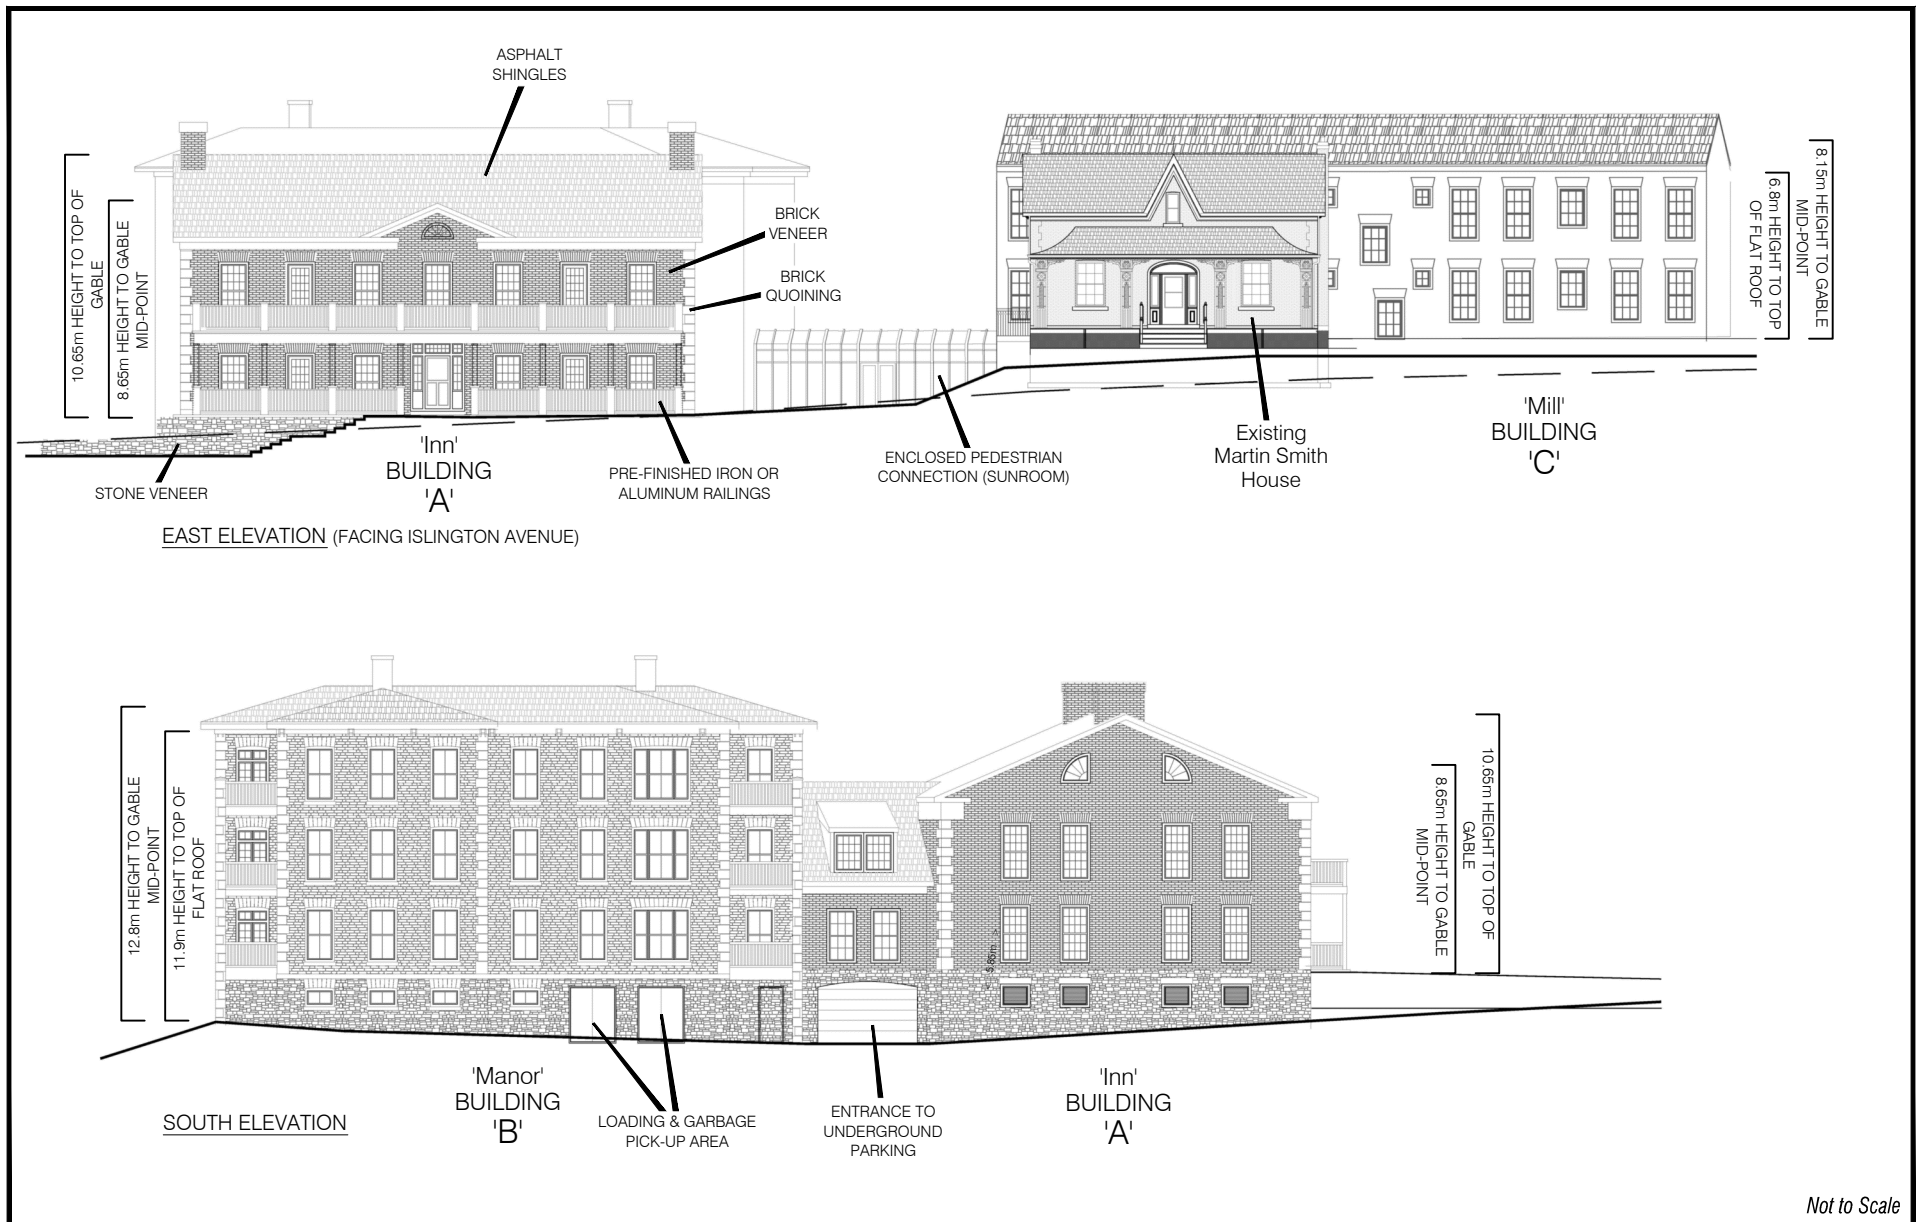 ASPHALT
SHINGLES
10.65m HEIGHT TO TOP OF
GABLE
8.65m HEIGHT TO GABLE
MID-POINT
BRICK
VENEER
BRICK
QUOINING
8.15m HEIGHT TO GABLE
MID-POINT
6.8m HEIGHT TO TOP
OF FLAT ROOF
STONE VENEER
'Inn'
BUILDING
'A'
PRE-FINISHED IRON OR
ALUMINUM RAILINGS
ENCLOSED PEDESTRIAN
CONNECTION (SUNROOM)
Existing
Martin Smith
House
'Mill'
BUILDING
'C'
EAST ELEVATION (FACING ISLINGTON AVENUE)
12.8m HEIGHT TO GABLE
MID-POINT
11.9m HEIGHT TO TOP OF
FLAT ROOF
5.85m
10.65m HEIGHT TO TOP OF
GABLE
8.65m HEIGHT TO GABLE
MID-POINT
SOUTH ELEVATION
'Manor'
BUILDING
'B'
LOADING & GARBAGE
PICK-UP AREA
ENTRANCE TO
UNDERGROUND
PARKING
'Inn'
BUILDING
'A'
Not to Scale